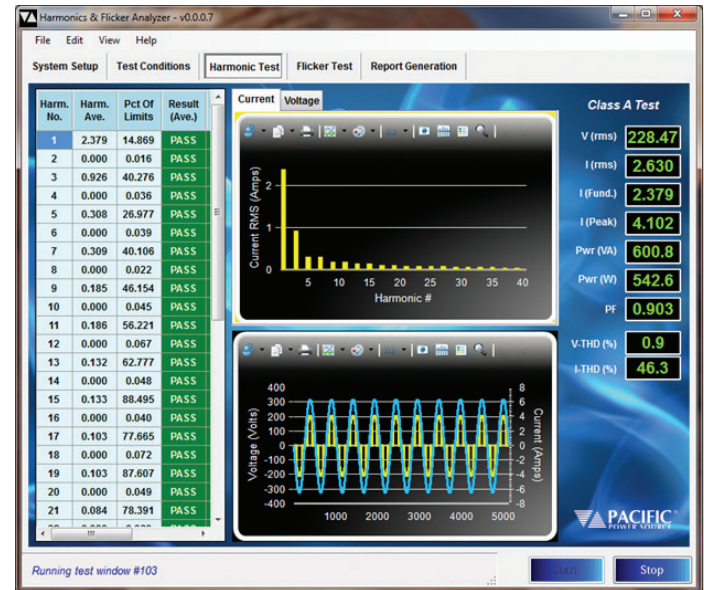 Harmonics & Flicker Analyzer - v0.0.0.7
File Edit View Help
System Setup Test Conditions Harmonic Test Flicker Test Report Generation
Harm. No. Harm. Ave. Pct Of Limits Result (Ave.)
1 2.379 14.869 PASS
2 0.000 0.016 PASS
3 0.926 40.276 PASS
4 0.000 0.036 PASS
5 0.308 26.977 PASS
6 0.000 0.039 PASS
7 0.309 40.106 PASS
8 0.000 0.022 PASS
9 0.185 46.154 PASS
10 0.000 0.045 PASS
11 0.186 56.221 PASS
12 0.000 0.067 PASS
13 0.132 62.777 PASS
14 0.000 0.048 PASS
15 0.133 88.495 PASS
16 0.000 0.040 PASS
17 0.103 77.665 PASS
18 0.000 0.072 PASS
19 0.103 87.607 PASS
20 0.000 0.049 PASS
21 0.084 78.391 PASS
Current Voltage
Current RMS (Amps)
2
1
0
5 10 15 20 25 30 35 40
Harmonic #
Voltage (Volts)
400
300
200
100
0
-100
-200
-300
-400
8
6
4
2
0
-2
-4
-6
-8
Current (Amps)
1000 2000 3000 4000 5000
Class A Test
V (rms) 228.47
I (rms) 2.630
I (Fund.) 2.379
I (Peak) 4.102
Pwr (VA) 600.8
Pwr (W) 542.6
PF 0.903
V-THD (%) 0.9
I-THD (%) 46.3
PACIFIC
POWER SOURCE
Running test window #103
Start Stop